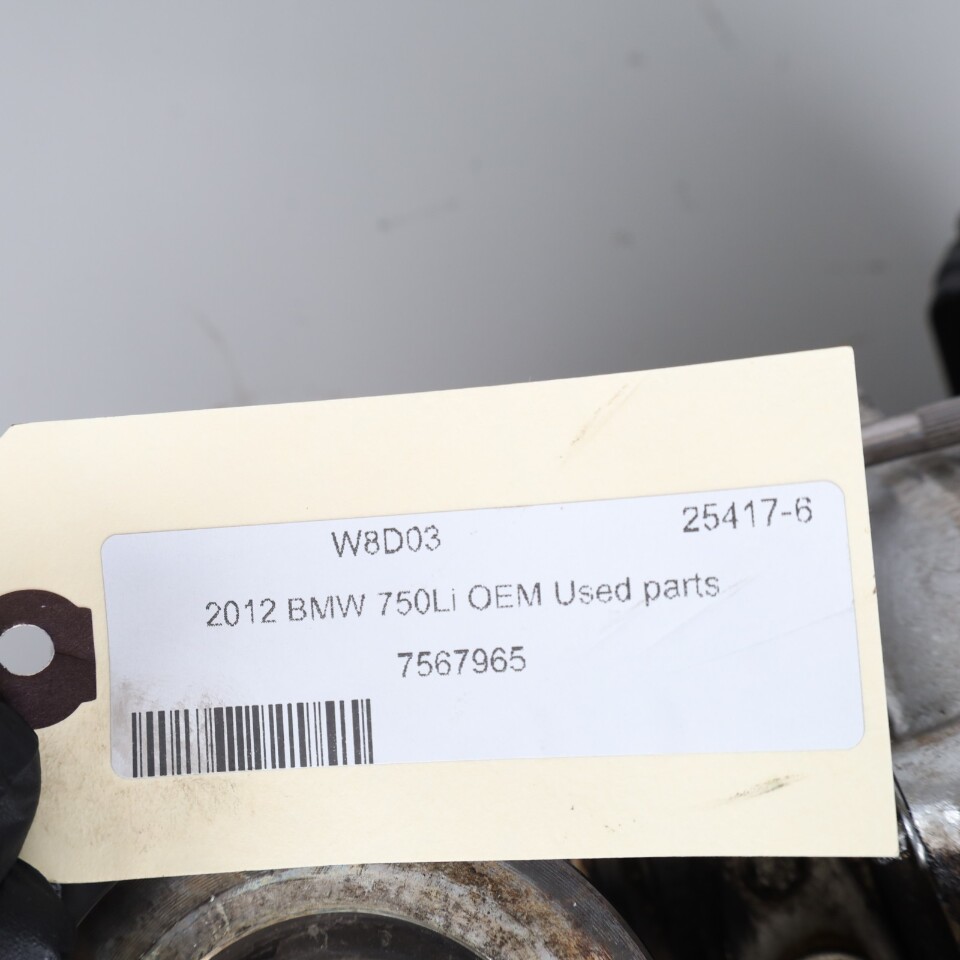 W8D03 25417-6
2012 BMW 750Li OEM Used parts
7567965